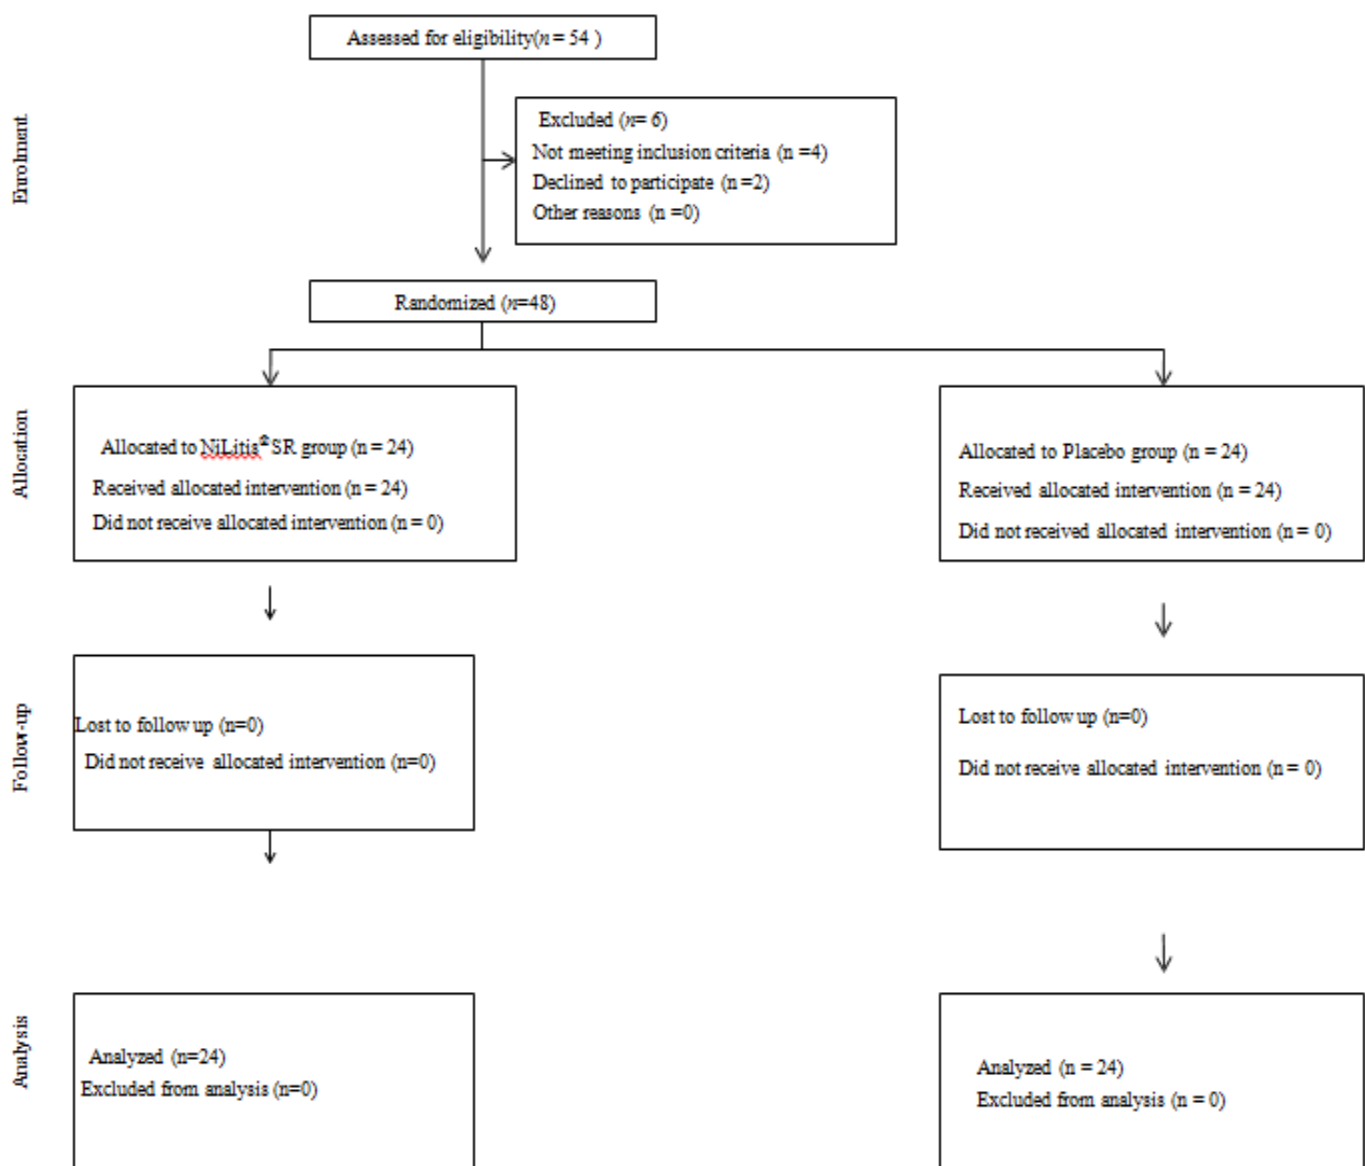 Assessed for eligibility(n = 54 )
Enrolment
Excluded (n= 6)
Not meeting inclusion criteria (n =4)
Declined to participate (n =2)
Other reasons (n =0)
Randomized (n=48)
Allocation
Allocated to NiLitis® SR group (n = 24)
Received allocated intervention (n = 24)
Did not receive allocated intervention (n = 0)
Allocated to Placebo group (n = 24)
Received allocated intervention (n = 24)
Did not received allocated intervention (n = 0)
Follow-up
Lost to follow up (n=0)
Did not receive allocated intervention (n=0)
Lost to follow up (n=0)
Did not receive allocated intervention (n = 0)
Analysis
Analyzed (n=24)
Excluded from analysis (n=0)
Analyzed (n = 24)
Excluded from analysis (n = 0)